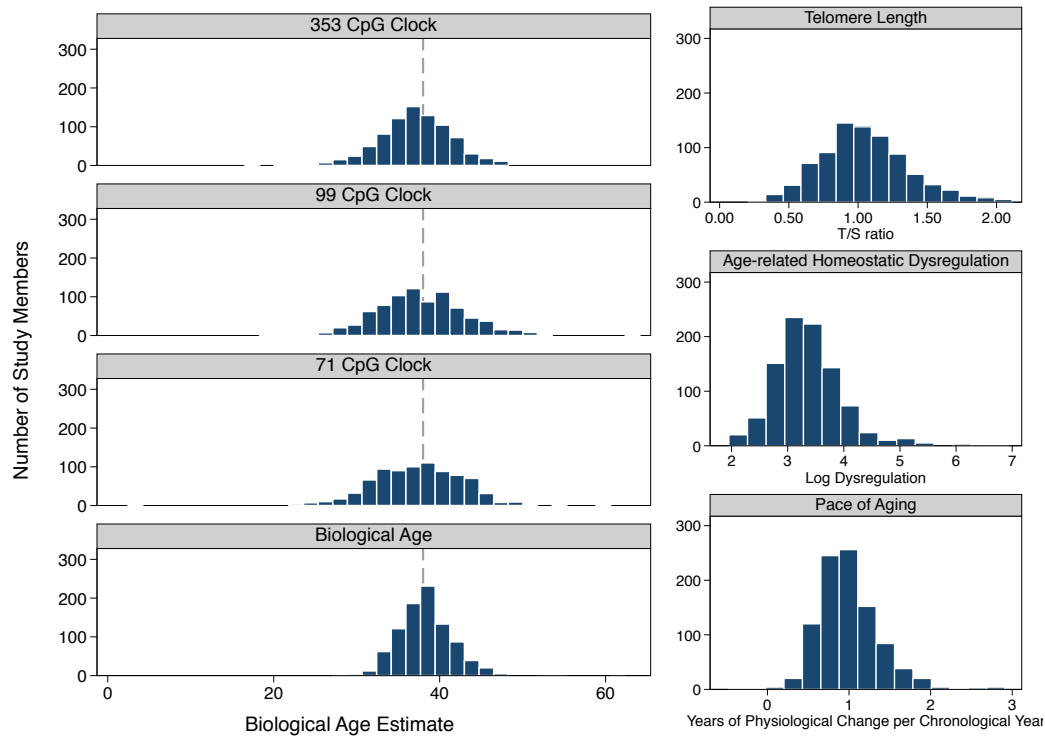 353 CpG Clock
300
200
100
0
99 CpG Clock
300
200
100
0
71 CpG Clock
300
200
100
0
Biological Age
300
200
100
0
0 20 40 60
Biological Age Estimate
Number of Study Members
Telomere Length
300
200
100
0
0.00 0.50 1.00 1.50 2.00
T/S ratio
Age-related Homeostatic Dysregulation
300
200
100
0
2 3 4 5 6 7
Log Dysregulation
Pace of Aging
300
200
100
0
0 1 2 3
Years of Physiological Change per Chronological Year